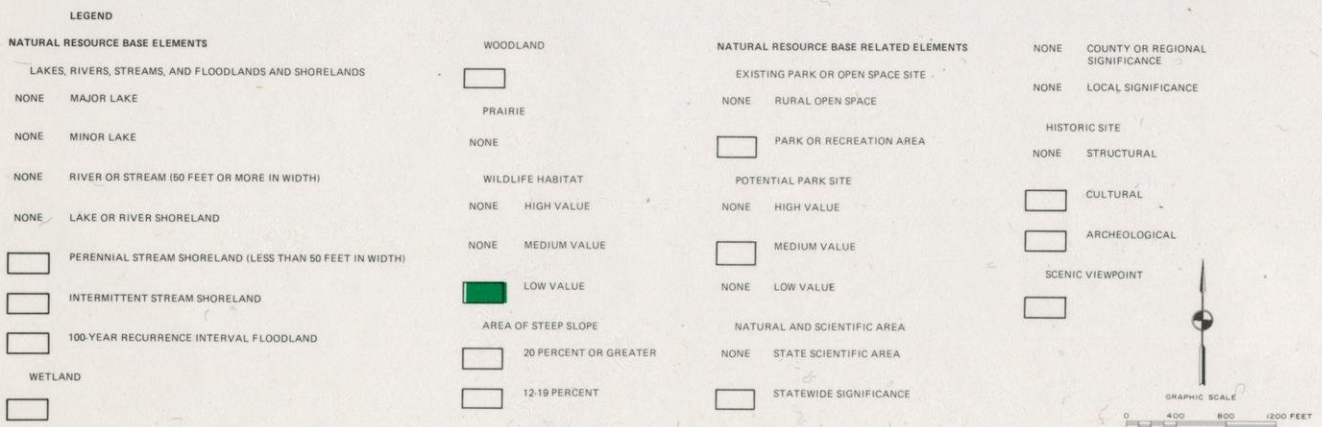 LEGEND
NATURAL RESOURCE BASE ELEMENTS
LAKES, RIVERS, STREAMS, AND FLOODLANDS AND SHORELANDS
NONE MAJOR LAKE
NONE MINOR LAKE
NONE RIVER OR STREAM (50 FEET OR MORE IN WIDTH)
NONE LAKE OR RIVER SHORELAND
PERENNIAL STREAM SHORELAND (LESS THAN 50 FEET IN WIDTH)
INTERMITTENT STREAM SHORELAND
100-YEAR RECURRENCE INTERVAL FLOODLAND
WETLAND
WOODLAND
PRAIRIE
NONE
WILDLIFE HABITAT
NONE HIGH VALUE
NONE MEDIUM VALUE
LOW VALUE
AREA OF STEEP SLOPE
20 PERCENT OR GREATER
12-19 PERCENT
NATURAL RESOURCE BASE RELATED ELEMENTS
EXISTING PARK OR OPEN SPACE SITE
NONE RURAL OPEN SPACE
PARK OR RECREATION AREA
POTENTIAL PARK SITE
NONE HIGH VALUE
MEDIUM VALUE
NONE LOW VALUE
NATURAL AND SCIENTIFIC AREA
NONE STATE SCIENTIFIC AREA
STATEWIDE SIGNIFICANCE
NONE COUNTY OR REGIONAL
SIGNIFICANCE
NONE LOCAL SIGNIFICANCE
HISTORIC SITE
NONE STRUCTURAL
CULTURAL
ARCHEOLOGICAL
SCENIC VIEWPOINT
GRAPHIC SCALE
0 400 800 1200 FEET